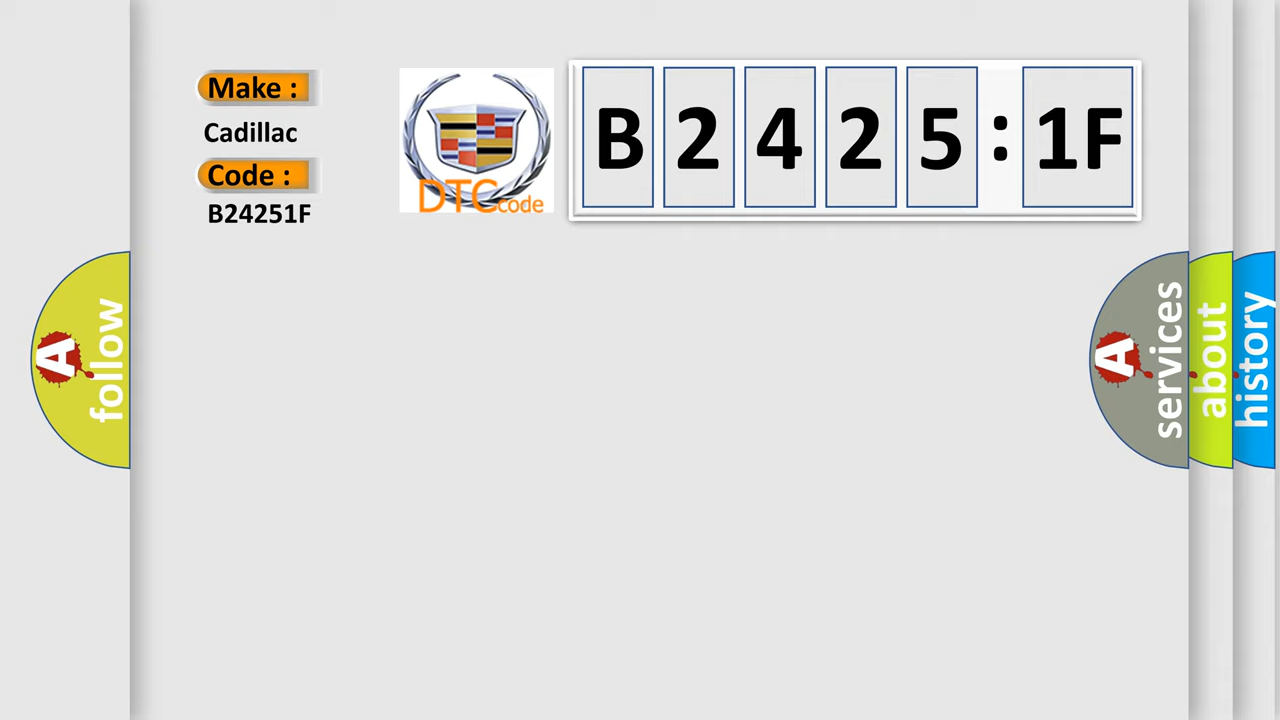 Make :
Cadillac
Code :
B24251F
DTCcode
B 2 4 2 5 : 1F
A follow
A services
about
history